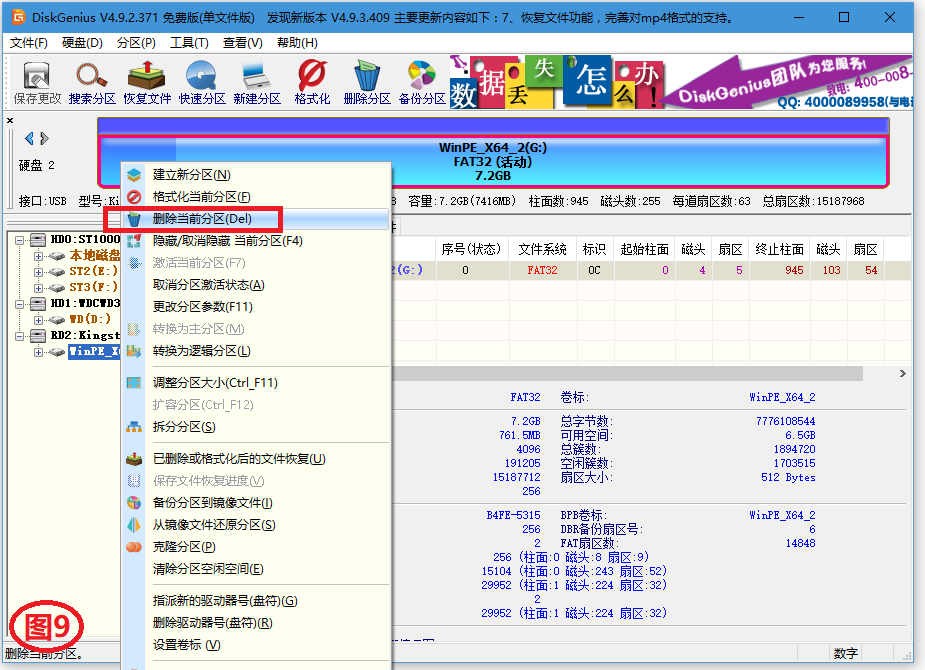 DiskGenius V4.9.2.371 免费版(单文件版) 发现新版本 V4.9.3.409 主要更新内容如下：7、恢复文件功能，完善对mp4格式的支持。
文件(F) 硬盘(D) 分区(P) 工具(T) 查看(V) 帮助(H)
保存更改 搜索分区 恢复文件 快速分区 新建分区 格式化 删除分区 备份分区
数据丢失怎么办!
DiskGenius团队为您服务!
致电: 400-008-
QQ: 4000089958(与电话
硬盘 2
WinPE_X64_2(G:)
FAT32 (活动)
7.2GB
接口:USB 型号:Ki
容量:7.2GB(7416MB) 柱面数:945 磁头数:255 每道扇区数:63 总扇区数:15187968
HD0:ST1000
本地磁盘
ST2(E:)
ST3(F:)
HD1:WDCWD3
WD(D:)
RD2:Kingst
WinPE_X6
建立新分区(N)
格式化当前分区(F)
删除当前分区(Del)
隐藏/取消隐藏 当前分区(F4)
激活当前分区(F7)
取消分区激活状态(A)
更改分区参数(F11)
转换为主分区(M)
转换为逻辑分区(L)
调整分区大小(Ctrl_F11)
扩容分区(Ctrl_F12)
拆分分区(S)
已删除或格式化后的文件恢复(U)
保存文件恢复进度(V)
备份分区到镜像文件(I)
从镜像文件还原分区(S)
克隆分区(P)
清除分区空闲空间(E)
指派新的驱动器号(盘符)(G)
删除驱动器号(盘符)(R)
设置卷标 (V)
序号(状态) 文件系统 标识 起始柱面 磁头 扇区 终止柱面 磁头 扇区
2(G:) 0 FAT32 0C 0 4 5 945 103 54
FAT32 卷标: WinPE_X64_2
7.2GB 总字节数: 7776108544
761.5MB 可用空间: 6.5GB
4096 总簇数: 1894720
191205 空闲簇数: 1703515
15187712 扇区大小: 512 Bytes
256
B4FE-5315 BPB卷标: WinPE_X64_2
256 DBR备份扇区号: 6
2 FAT扇区数: 14848
256 (柱面:0 磁头:8 扇区:9)
15104 (柱面:0 磁头:243 扇区:52)
29952 (柱面:1 磁头:224 扇区:32)
2
29952 (柱面:1 磁头:224 扇区:32)
图9
删除当前分区。
数字